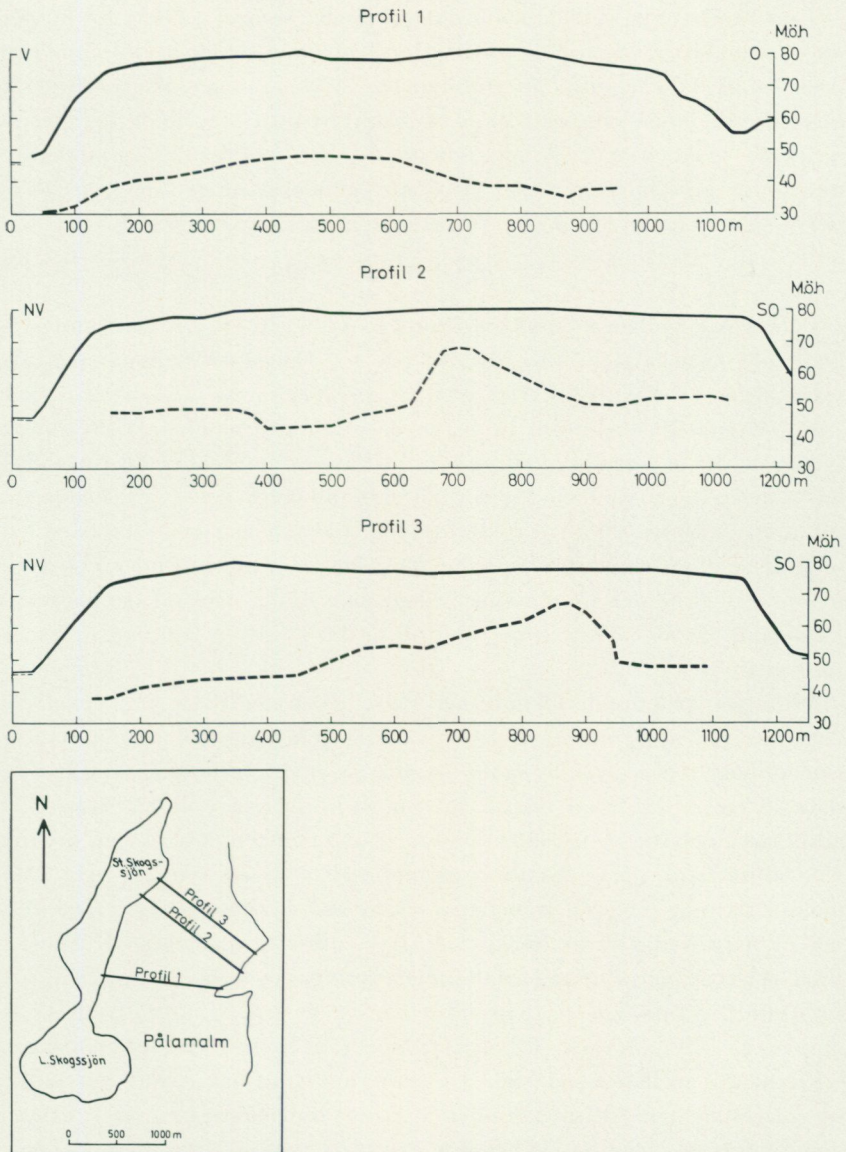 Profil 1
M.ö.h
V O 80
70
60
50
40
30
0 100 200 300 400 500 600 700 800 900 1000 1100 m
Profil 2
M.ö.h
NV SO 80
70
60
50
40
30
0 100 200 300 400 500 600 700 800 900 1000 1000 1200 m
Profil 3
M.ö.h
NV SO 80
70
60
50
40
30
0 100 200 300 400 500 600 700 800 900 1000 1100 1200 m
N
St. Skogs-
sjön
Profil 3
Profil 2
Profil 1
Pålamalm
L. Skogssjön
0 500 1000 m